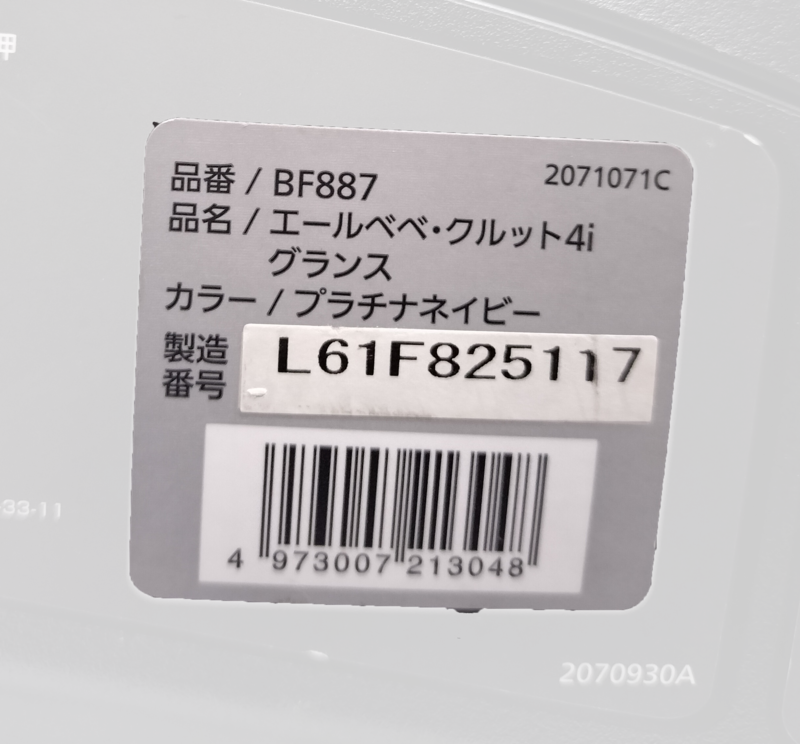 押
品番 / BF887
2071071C
品名 / エールベベ・クルット4i
グランス
カラー / プラチナネイビー
製造
番号
L61F825117
4 973007 213048
33-11
2070930A